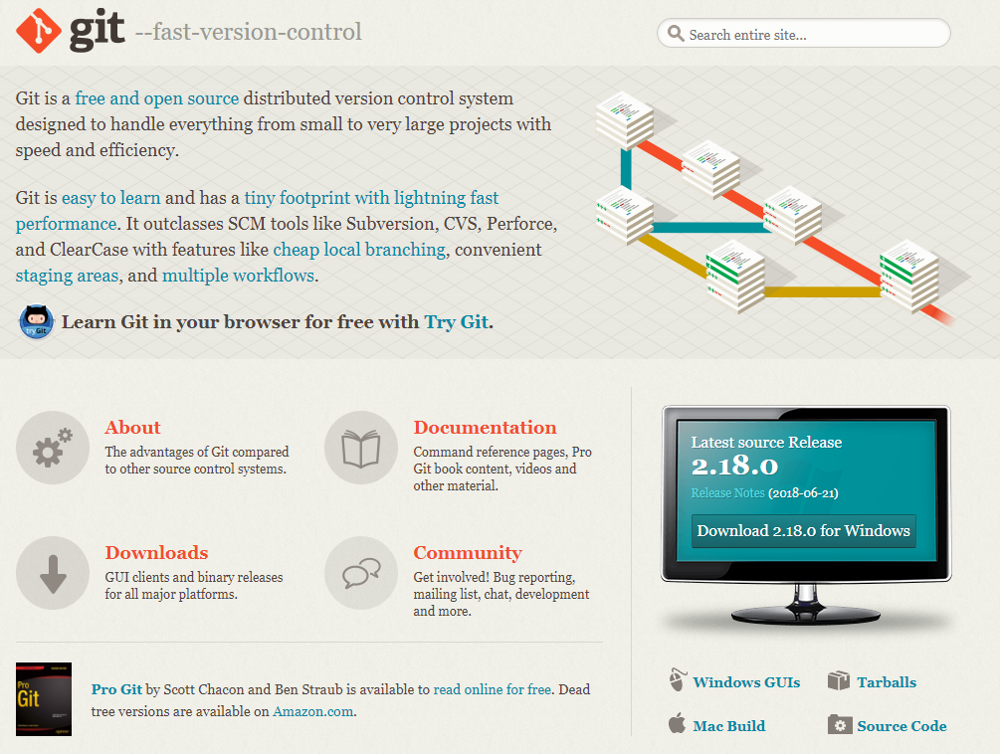 git --fast-version-control
Search entire site...
Git is a free and open source distributed version control system
designed to handle everything from small to very large projects with
speed and efficiency.
Git is easy to learn and has a tiny footprint with lightning fast
performance. It outclasses SCM tools like Subversion, CVS, Perforce,
and ClearCase with features like cheap local branching, convenient
staging areas, and multiple workflows.
tryGit
Learn Git in your browser for free with Try Git.
About
The advantages of Git compared
to other source control systems.
Documentation
Command reference pages, Pro
Git book content, videos and
other material.
Downloads
GUI clients and binary releases
for all major platforms.
Community
Get involved! Bug reporting,
mailing list, chat, development
and more.
Pro
Git
Pro Git by Scott Chacon and Ben Straub is available to read online for free. Dead
tree versions are available on Amazon.com.
Latest source Release
2.18.0
Release Notes (2018-06-21)
Download 2.18.0 for Windows
Windows GUIs
Tarballs
Mac Build
Source Code